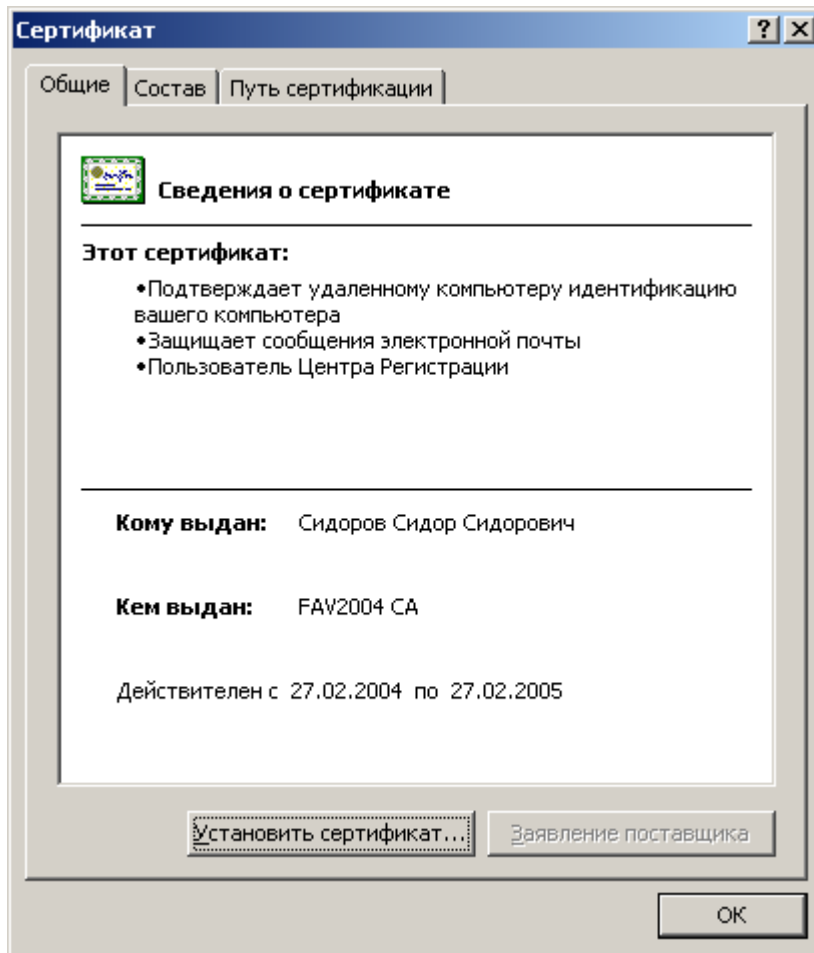 Сертификат
Общие Состав Путь сертификации
Сведения о сертификате
Этот сертификат:
•Подтверждает удаленному компьютеру идентификацию
вашего компьютера
•Защищает сообщения электронной почты
•Пользователь Центра Регистрации
Кому выдан: Сидоров Сидор Сидорович
Кем выдан: FAV2004 CA
Действителен с 27.02.2004 по 27.02.2005
Установить сертификат... Заявление поставщика
ОК